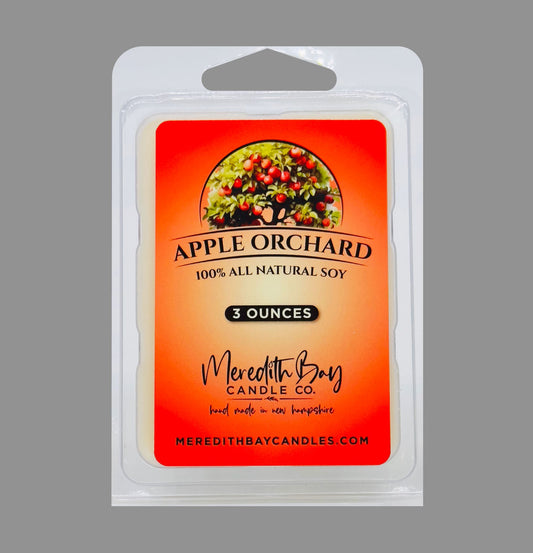 APPLE ORCHARD
100% ALL NATURAL SOY
3 OUNCES
Meredith Bay
CANDLE CO.
hand made in new hampshire
MEREDITHBAYCANDLES.COM